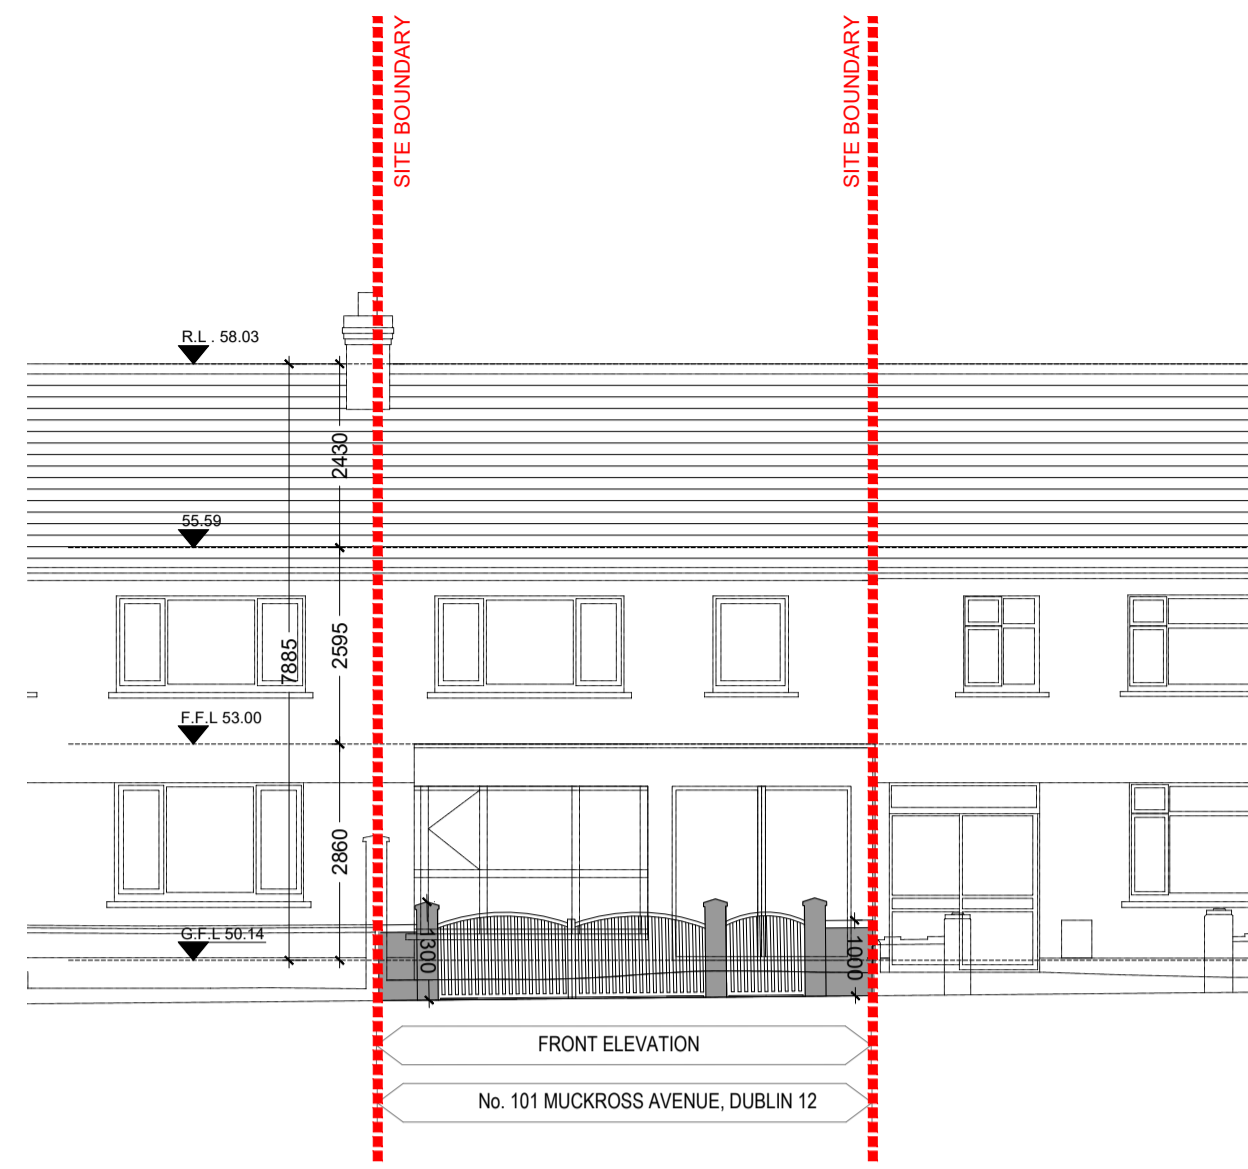 SITE BOUNDARY
SITE BOUNDARY
R.L . 58.03
2430
55.59
2595
7885
F.F.L 53.00
2860
G.F.L 50.14
1300
1000
FRONT ELEVATION
No. 101 MUCKROSS AVENUE, DUBLIN 12